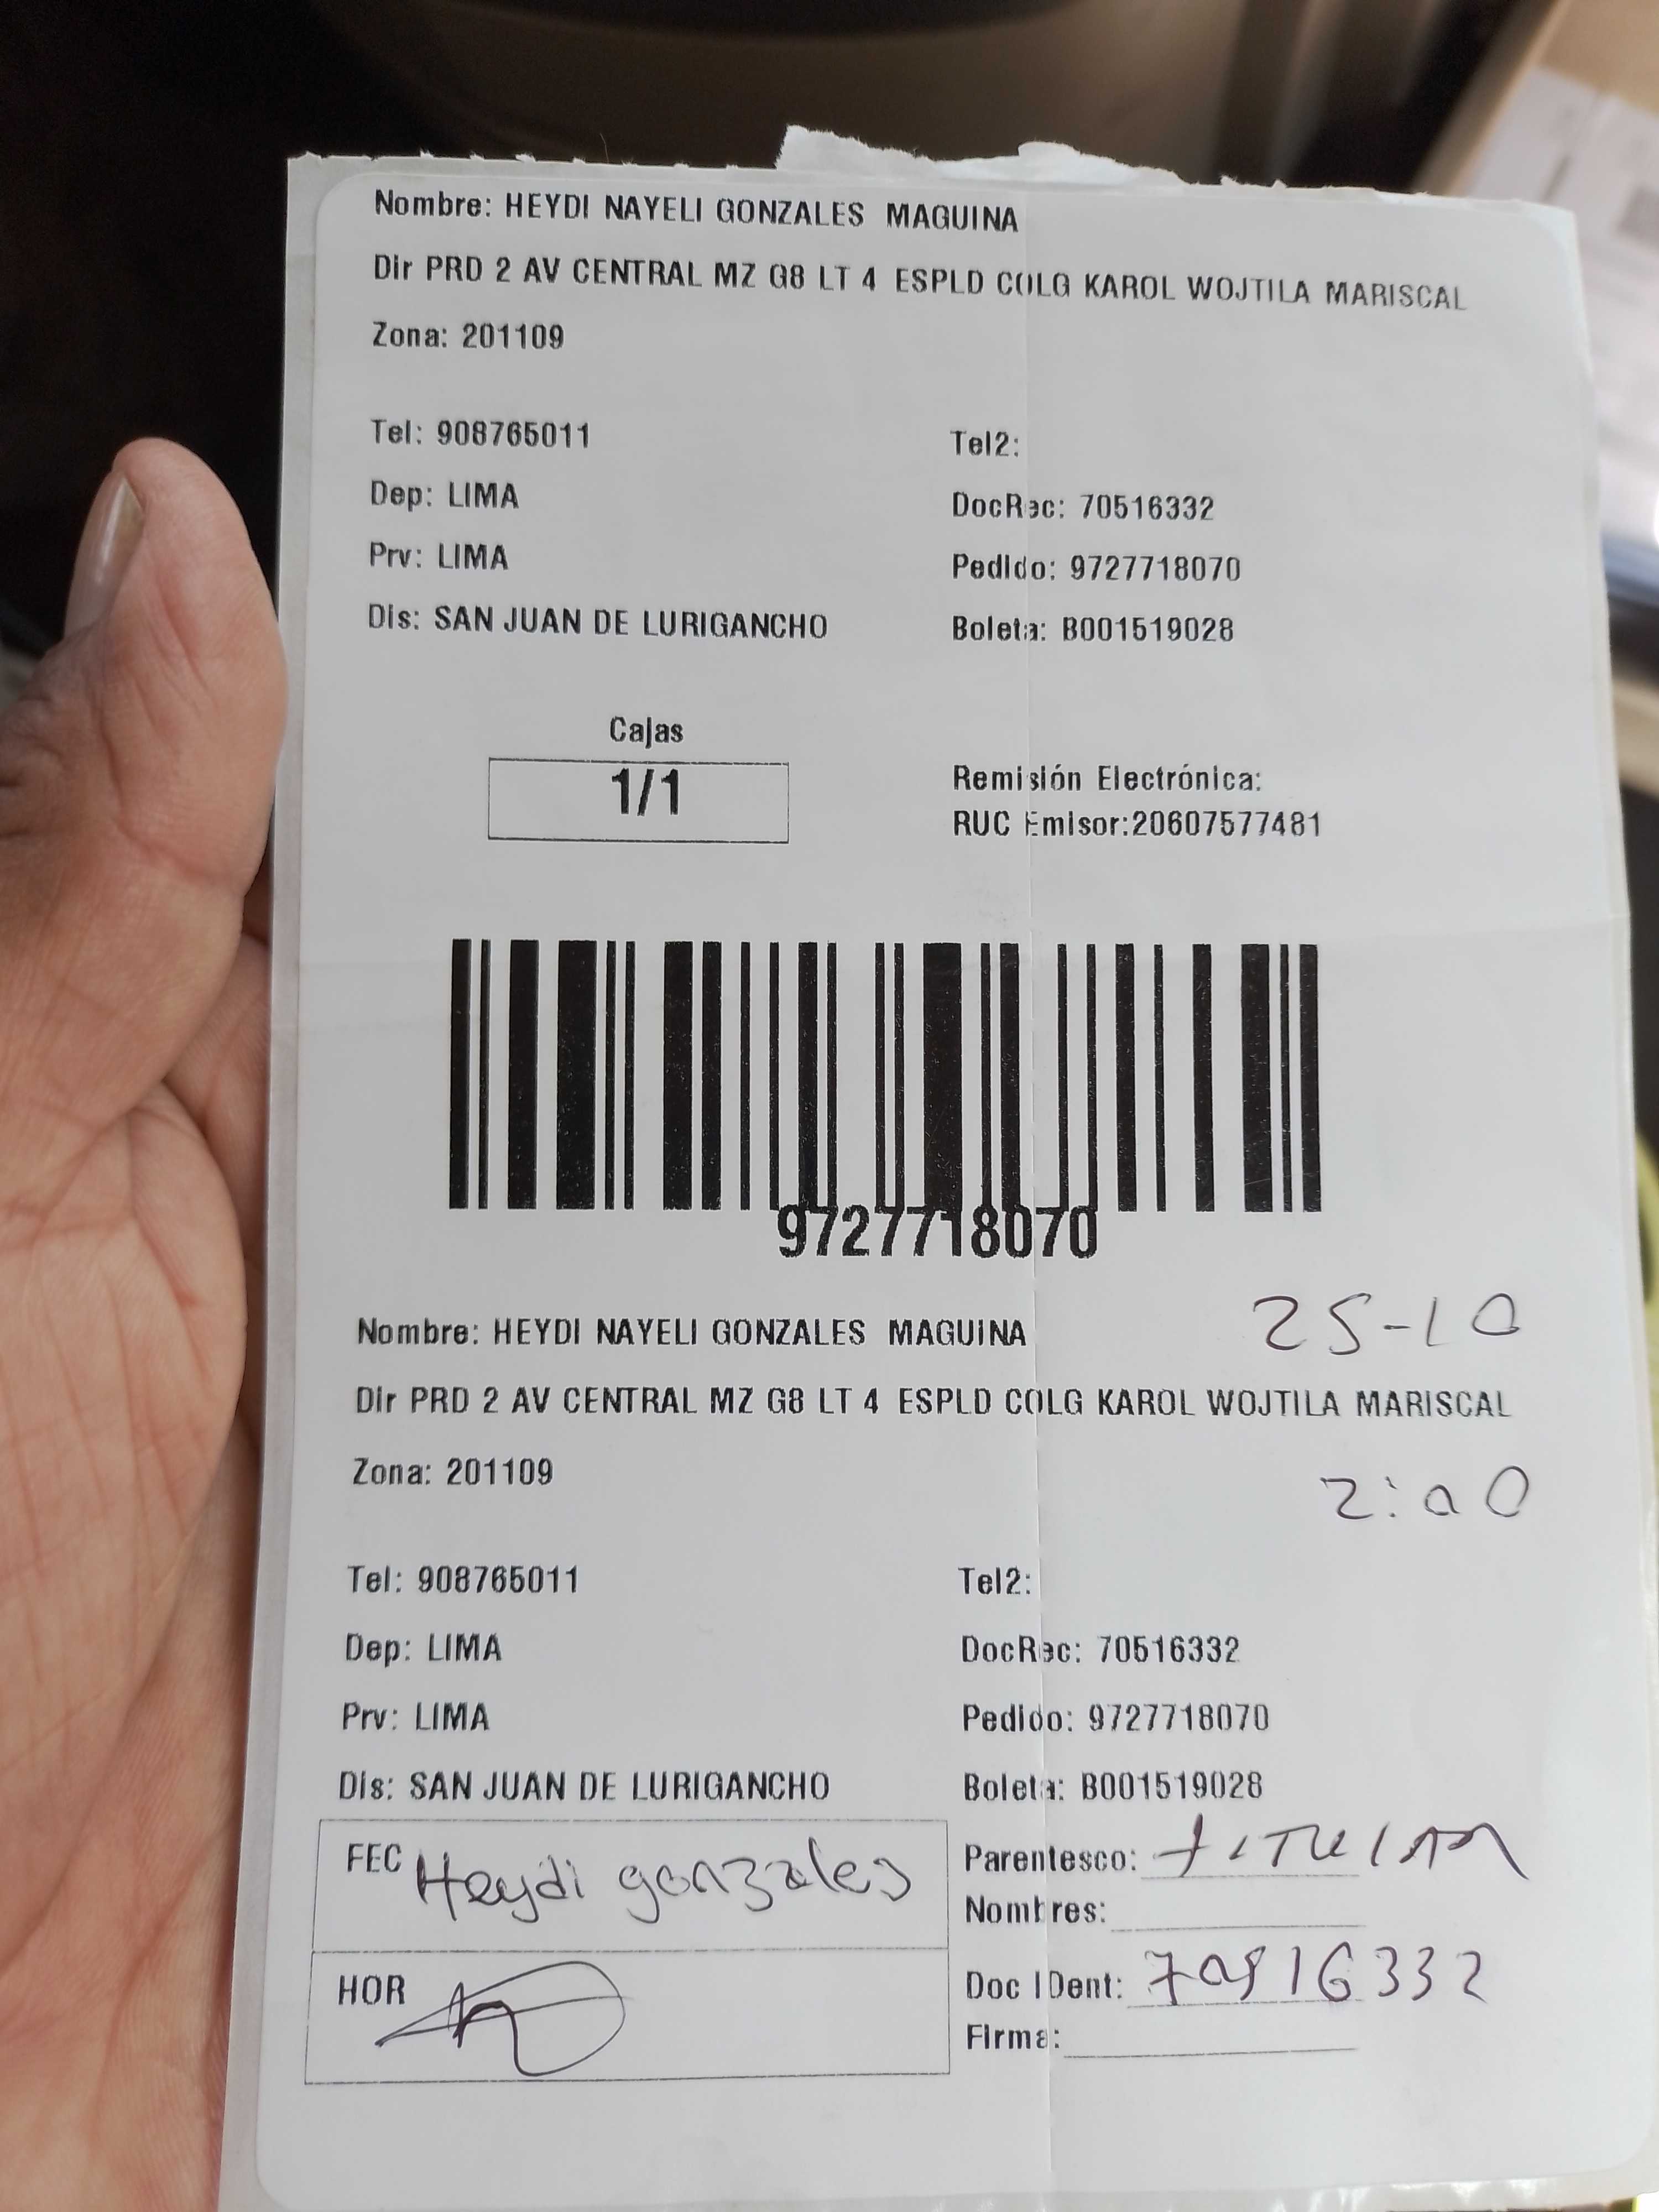 Nombre: HEYDI NAYELI GONZALES MAGUINA
Dir PRD 2 AV CENTRAL MZ G8 LT 4 ESPLD COLG KAROL WOJTILA MARISCAL
Zona: 201109
Tel: 908765011 Tel2:
Dep: LIMA DocRec: 70516332
Prv: LIMA Pedido: 9727718070
Dis: SAN JUAN DE LURIGANCHO Boleta: B001519028
Cajas
1/1
Remisión Electrónica:
RUC Emisor:20607577481
9727718070
25-10
Nombre: HEYDI NAYELI GONZALES MAGUINA
Dir PRD 2 AV CENTRAL MZ G8 LT 4 ESPLD COLG KAROL WOJTILA MARISCAL
Zona: 201109
2:00
Tel: 908765011 Tel2:
Dep: LIMA DocRec: 70516332
Prv: LIMA Pedido: 9727718070
Dis: SAN JUAN DE LURIGANCHO Boleta: B001519028
FEC Heydi gonzales
HOR
Parentesco: TITULAR
Nombres:
Doc IDent: 70516332
Firma: